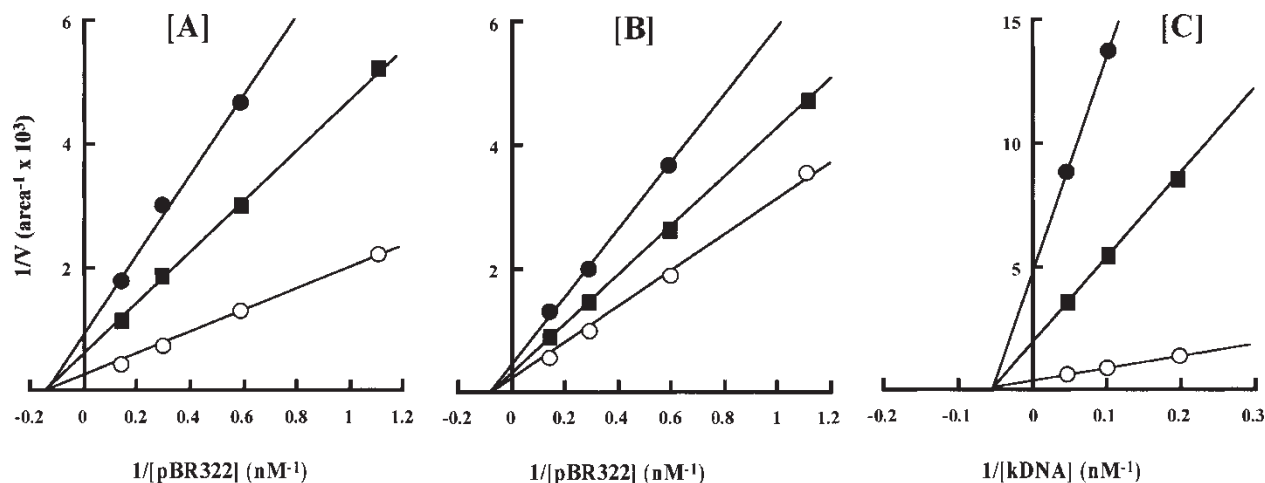 [A]
6
4
2
1/V (area⁻¹ x 10³)
-0.2 0 0.2 0.4 0.6 0.8 1 1.2
1/[pBR322] (nM⁻¹)
[B]
6
4
2
-0.2 0 0.2 0.4 0.6 0.8 1 1.2
1/[pBR322] (nM⁻¹)
[C]
15
10
5
-0.2 -0.1 0 0.1 0.2 0.3
1/[kDNA] (nM⁻¹)